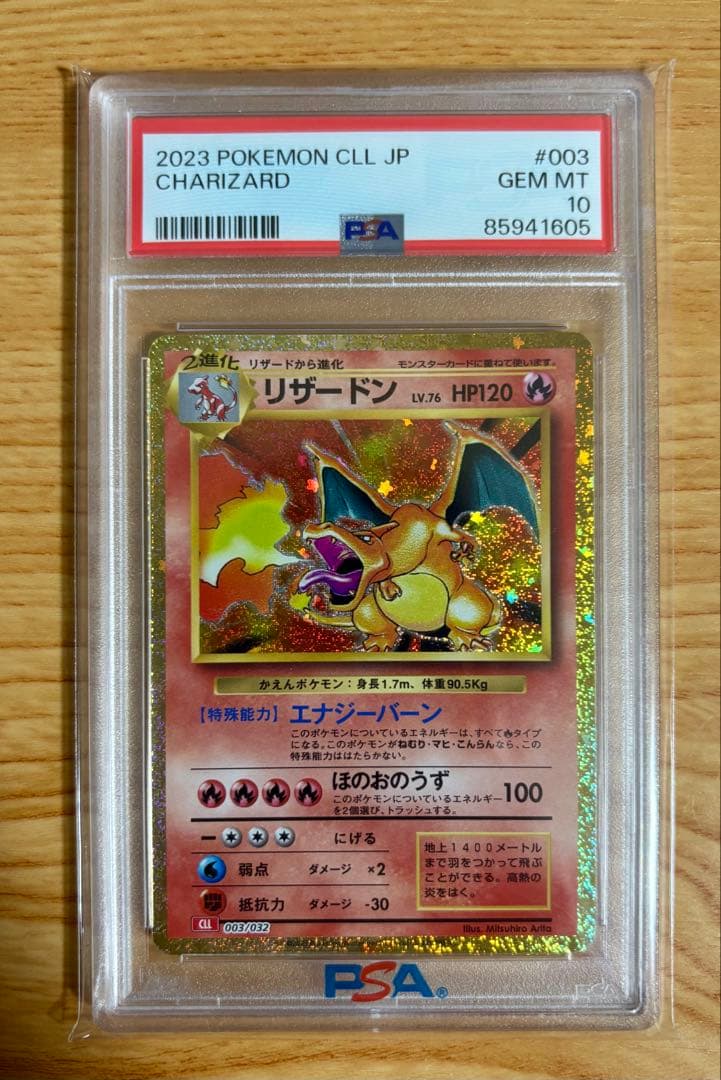 2023 POKEMON CLL JP #003
CHARIZARD GEM MT
10
85941605
PSA
2進化 リザードから進化 モンスターカードに重ねて使います。
リザードン LV.76 HP120
かえんポケモン：身長1.7m、体重90.5Kg
【特殊能力】エナジーバーン
このポケモンについているエネルギーは、すべて🔥タイプ
になる。このポケモンがねむり・マヒ・こんらんなら、この
特殊能力ははたらかない。
ほのおのうず 100
このポケモンについているエネルギー
を2個選び、トラッシュする。
にげる
弱点 ダメージ ×2
抵抗力 ダメージ -30
地上1400メートル
まで羽をつかって飛ぶ
ことができる。高熱の
炎をはく。
CLL 003/032
Illus. Mitsuhiro Arita
PSA®